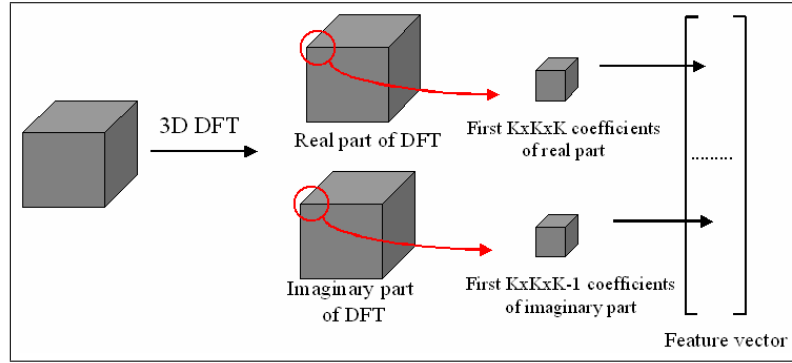 3D DFT
Real part of DFT
First KxKxK coefficients
of real part
.........
Imaginary part
of DFT
First KxKxK-1 coefficients
of imaginary part
Feature vector